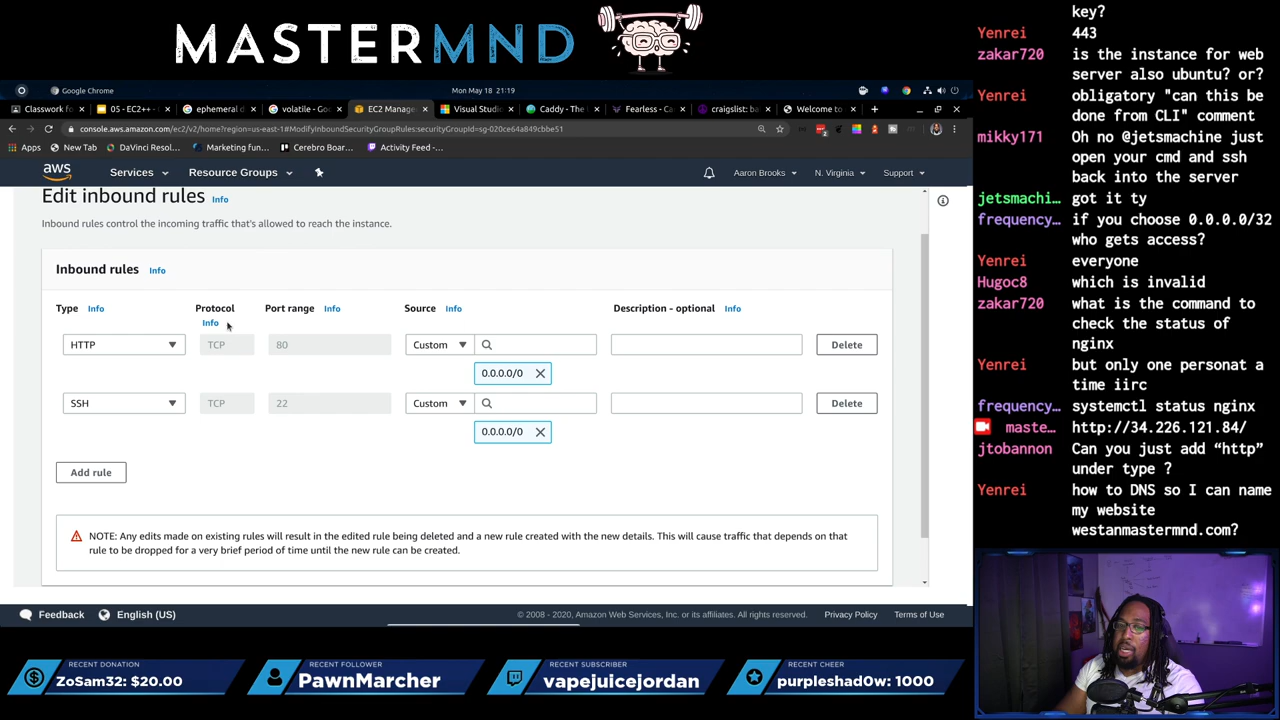 MASTERMND
Google Chrome
Mon May 18 • 21:19
Classwork fo
05 - EC2++ - G
ephemeral d
volatile - Goo
EC2 Manage
Visual Studio
Caddy - The
Fearless - Ca
craigslist: ba
Welcome to
console.aws.amazon.com/ec2/v2/home?region=us-east-1#ModifyInboundSecurityGroupRules:securityGroupId=sg-020ce64a849cbbe51
Apps
New Tab
DaVinci Resol...
Marketing fun...
Cerebro Boar...
Activity Feed -...
aws
Services
Resource Groups
Aaron Brooks
N. Virginia
Support
Edit inbound rules Info
Inbound rules control the incoming traffic that's allowed to reach the instance.
Inbound rules Info
Type Info
Protocol
Info
Port range Info
Source Info
Description - optional Info
HTTP
TCP
80
Custom
Delete
0.0.0.0/0
SSH
TCP
22
Custom
Delete
0.0.0.0/0
Add rule
NOTE: Any edits made on existing rules will result in the edited rule being deleted and a new rule created with the new details. This will cause traffic that depends on that
rule to be dropped for a very brief period of time until the new rule can be created.
Feedback
English (US)
© 2008 - 2020, Amazon Web Services, Inc. or its affiliates. All rights reserved.
Privacy Policy
Terms of Use
key?
Yenrei 443
zakar720 is the instance for web
server also ubuntu? or?
Yenrei obligatory "can this be
done from CLI" comment
mikky171 Oh no @jetsmachine just
open your cmd and ssh
back into the server
jetsmachi… got it ty
frequency… if you choose 0.0.0.0/32
who gets access?
Yenrei everyone
Hugoc8 which is invalid
zakar720 what is the command to
check the status of
nginx
Yenrei but only one personat a
time iirc
frequency… systemctl status nginx
maste… http://34.226.121.84/
jtobannon Can you just add “http”
under type ?
Yenrei how to DNS so I can name
my website
westanmastermnd.com?
RECENT DONATION
ZoSam32: $20.00
RECENT FOLLOWER
PawnMarcher
RECENT SUBSCRIBER
vapejuicejordan
RECENT CHEER
purpleshad0w: 1000